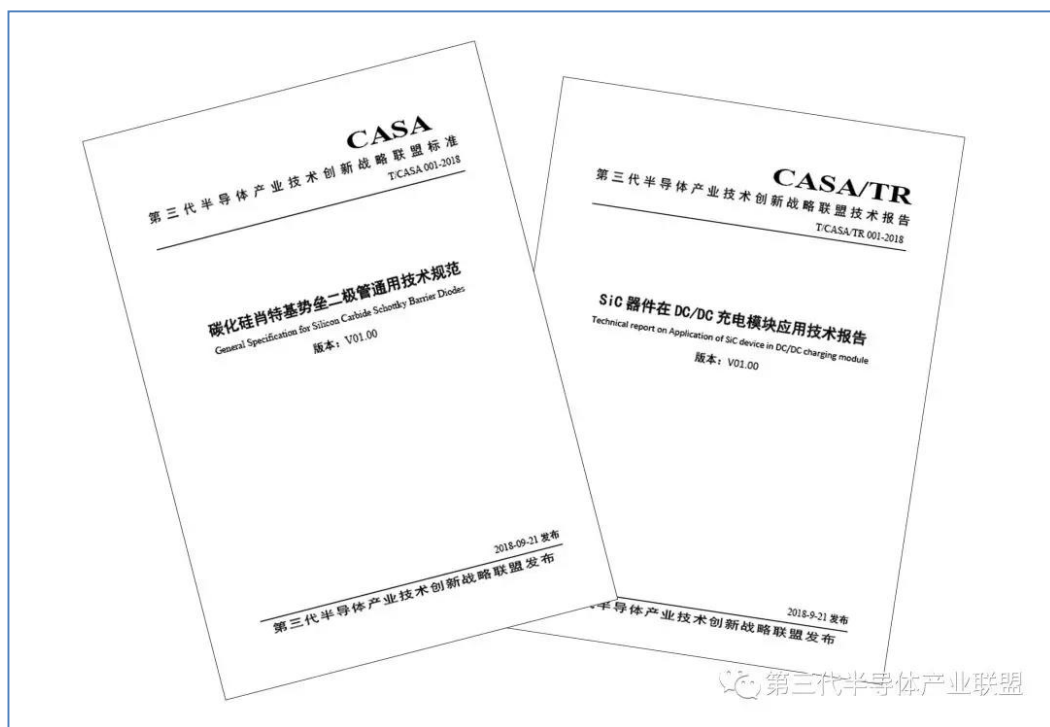 CASA
第三代半导体产业技术创新战略联盟标准
T/CASA 001-2018
碳化硅肖特基势垒二极管通用技术规范
General Specification for Silicon Carbide Schottky Barrier Diodes
版本：V01.00
2018-09-21 发布
第三代半导体产业技术创新战略联盟发布
CASA/TR
第三代半导体产业技术创新战略联盟技术报告
T/CASA/TR 001-2018
SiC 器件在 DC/DC 充电模块应用技术报告
Technical report on Application of SiC device in DC/DC charging module
版本：V01.00
2018-9-21 发布
半导体产业技术创新战略联盟发布
第三代半导体产业联盟